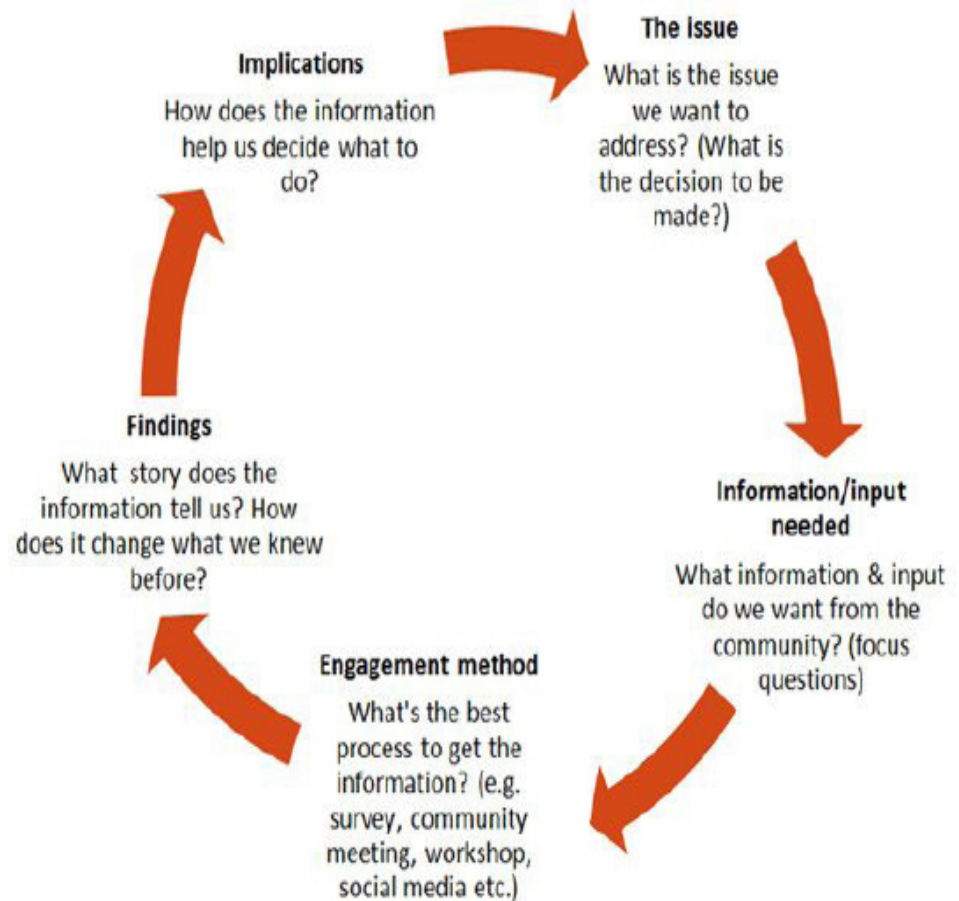 The issue
What is the issue
we want to
address? (What is
the decision to be
made?)
Information/input
needed
What information & input
do we want from the
community? (focus
questions)
Engagement method
What's the best
process to get the
information? (e.g.
survey, community
meeting, workshop,
social media etc.)
Findings
What story does the
information tell us? How
does it change what we knew
before?
Implications
How does the information
help us decide what to
do?